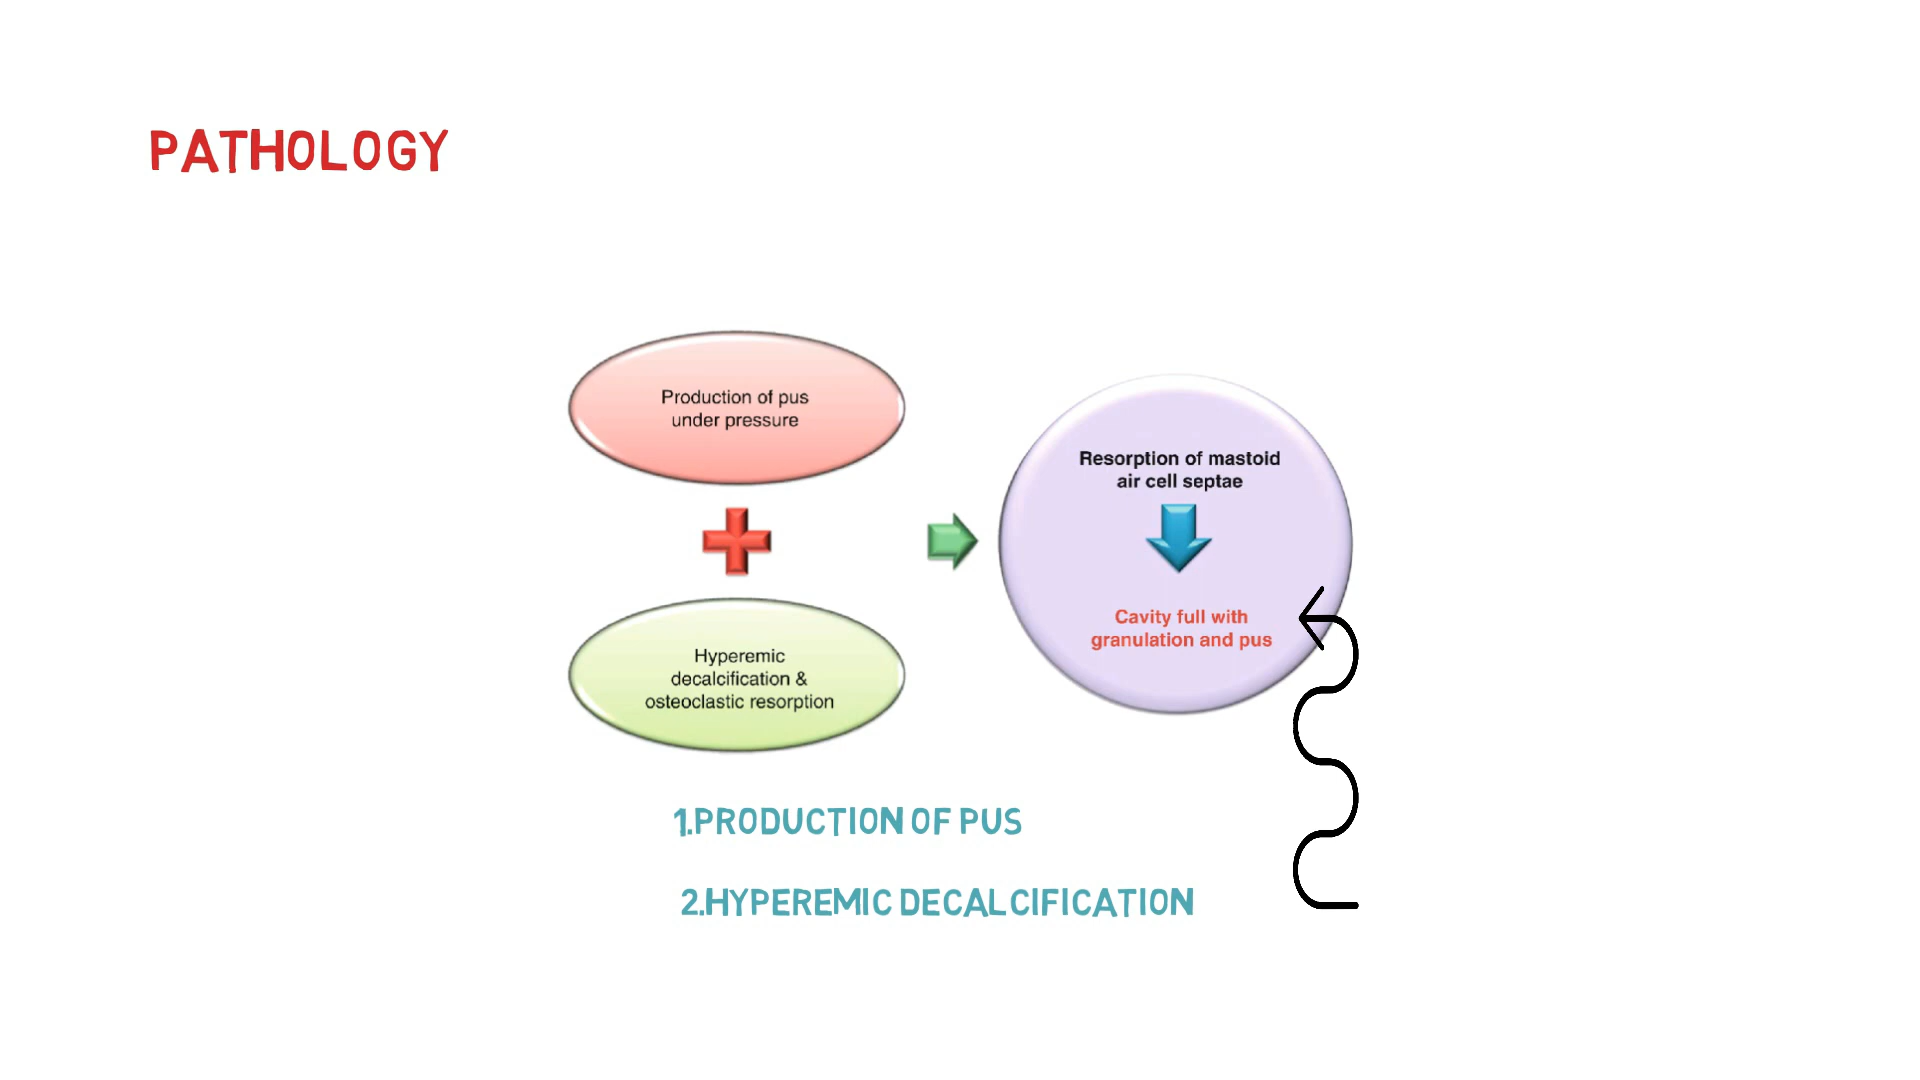 PATHOLOGY
Production of pus
under pressure
Hyperemic
decalcification &
osteoclastic resorption
Resorption of mastoid
air cell septae
Cavity full with
granulation and pus
1.PRODUCTION OF PUS
2.HYPEREMIC DECALCIFICATION